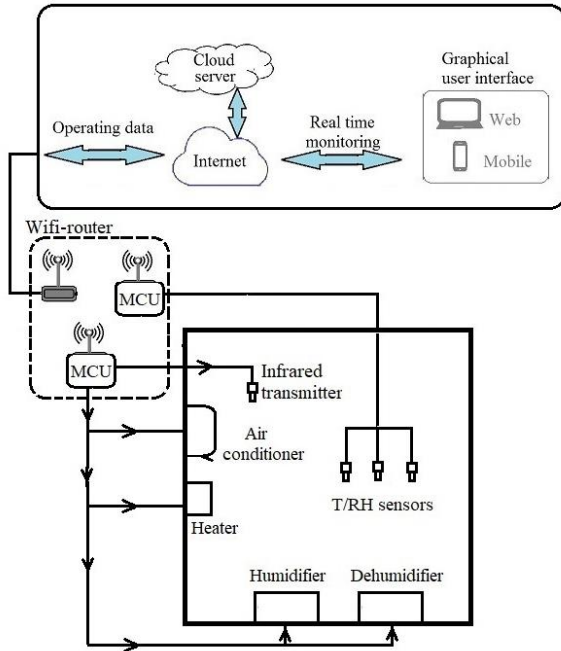 Cloud
server
Graphical
user interface
Operating data
Internet
Real time
monitoring
Web
Mobile
Wifi-router
MCU
MCU
Infrared
transmitter
Air
conditioner
T/RH sensors
Heater
Humidifier
Dehumidifier